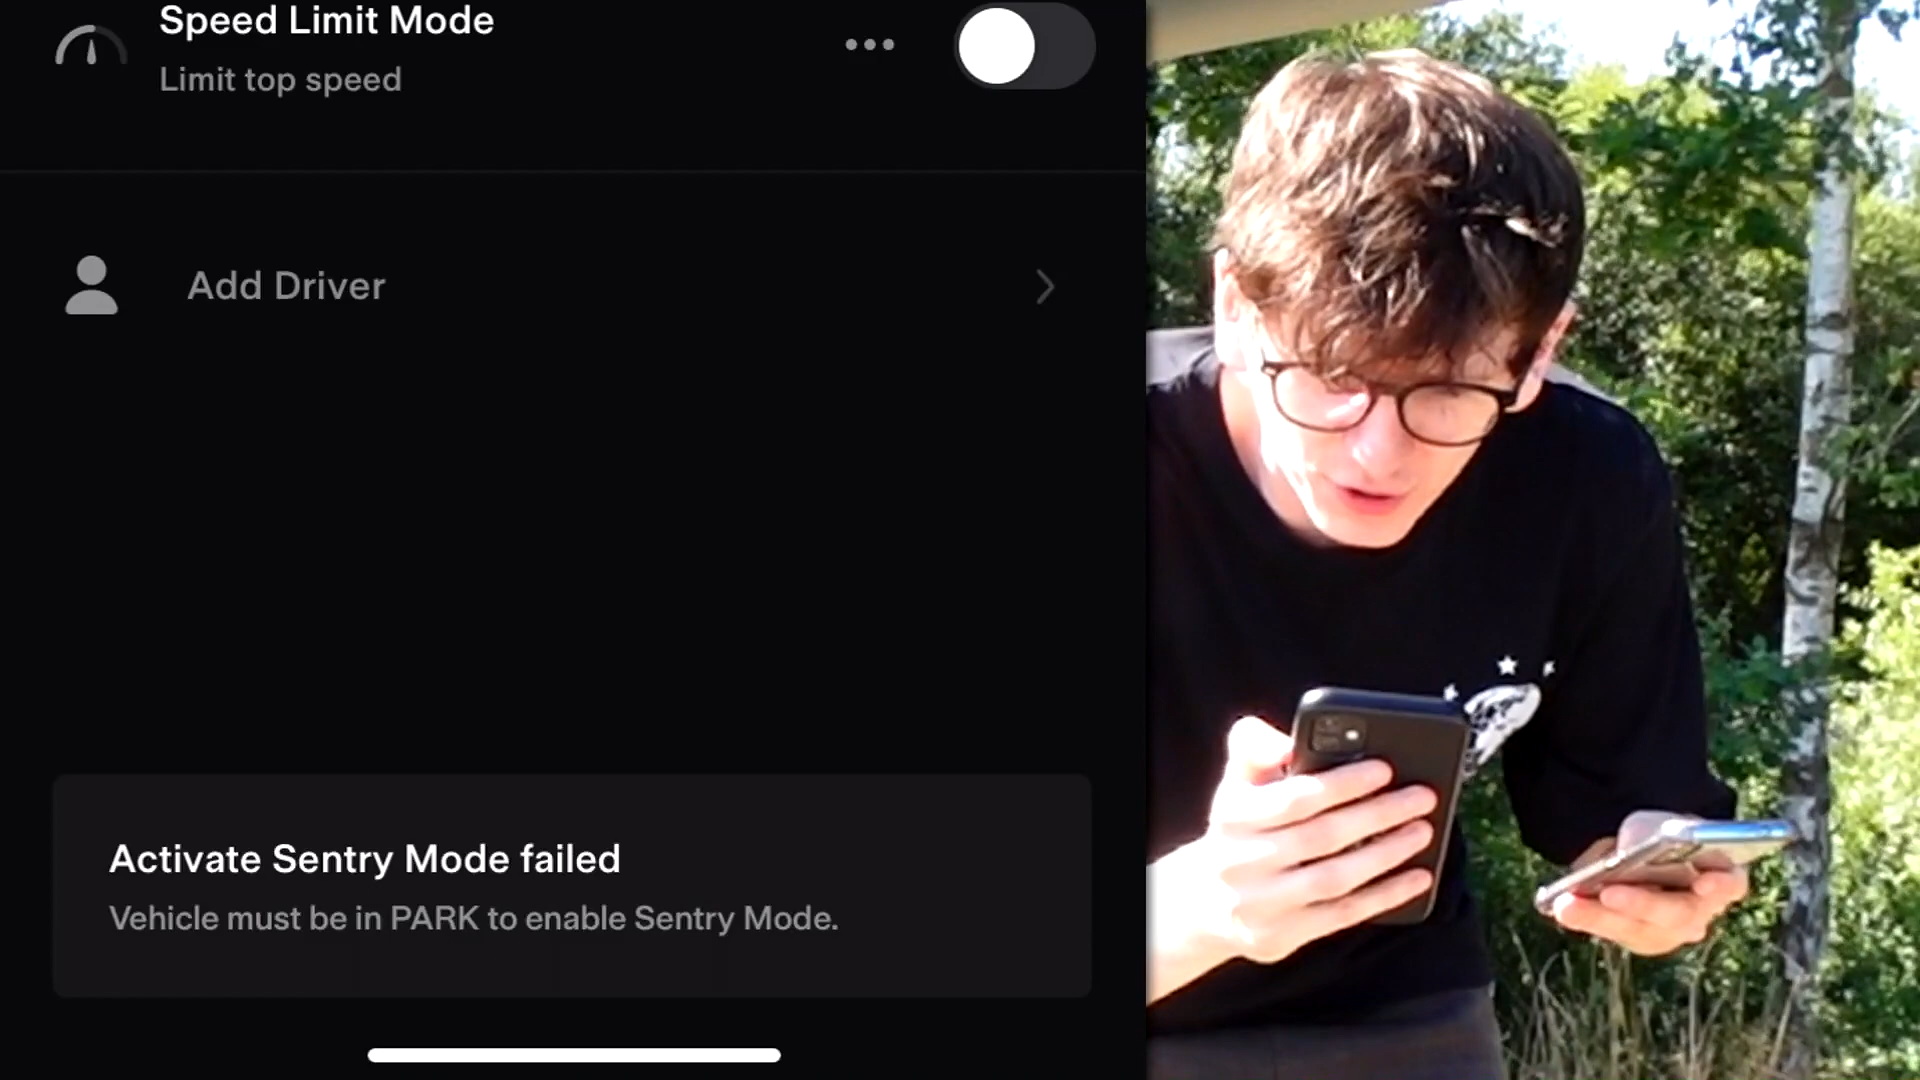 Speed Limit Mode
Limit top speed
Add Driver
Activate Sentry Mode failed
Vehicle must be in PARK to enable Sentry Mode.